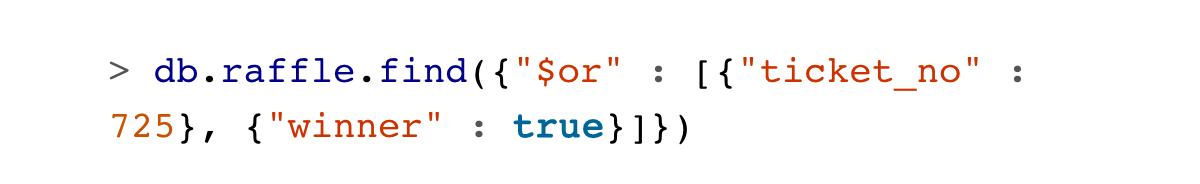 > db.raffle.find({"$or" : [{"ticket_no" :
725}, {"winner" : true}]})